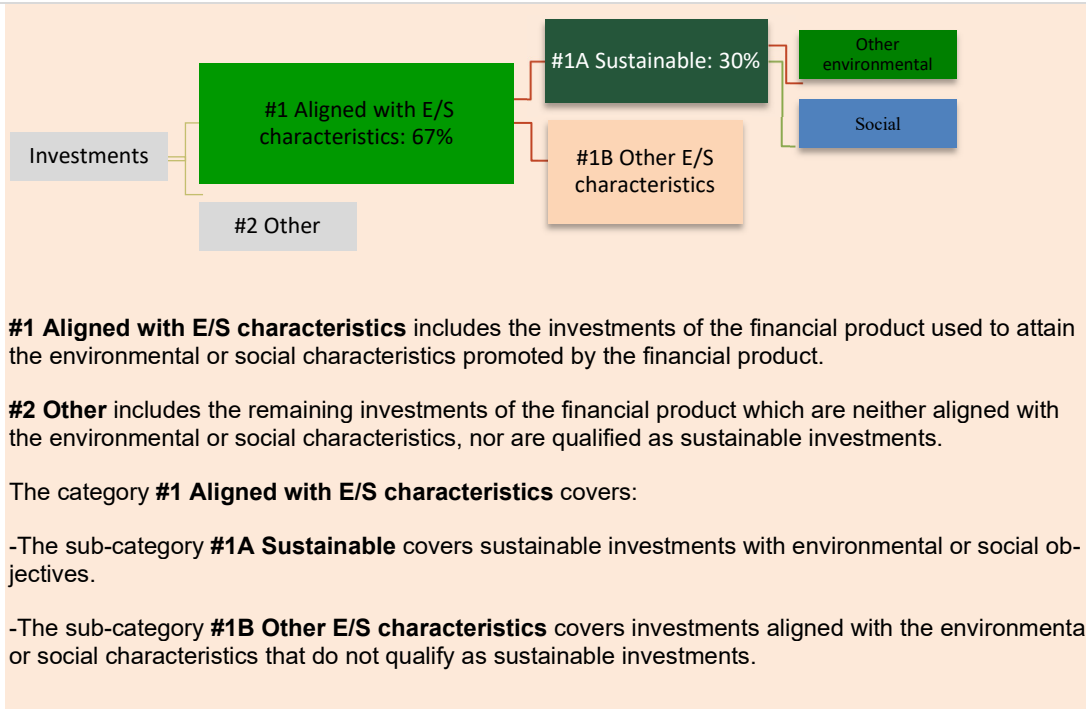 Investments
#1 Aligned with E/S
characteristics: 67%
#2 Other
#1A Sustainable: 30%
#1B Other E/S
characteristics
Other
environmental
Social
#1 Aligned with E/S characteristics includes the investments of the financial product used to attain
the environmental or social characteristics promoted by the financial product.
#2 Other includes the remaining investments of the financial product which are neither aligned with
the environmental or social characteristics, nor are qualified as sustainable investments.
The category #1 Aligned with E/S characteristics covers:
-The sub-category #1A Sustainable covers sustainable investments with environmental or social ob-
jectives.
-The sub-category #1B Other E/S characteristics covers investments aligned with the environmenta
or social characteristics that do not qualify as sustainable investments.